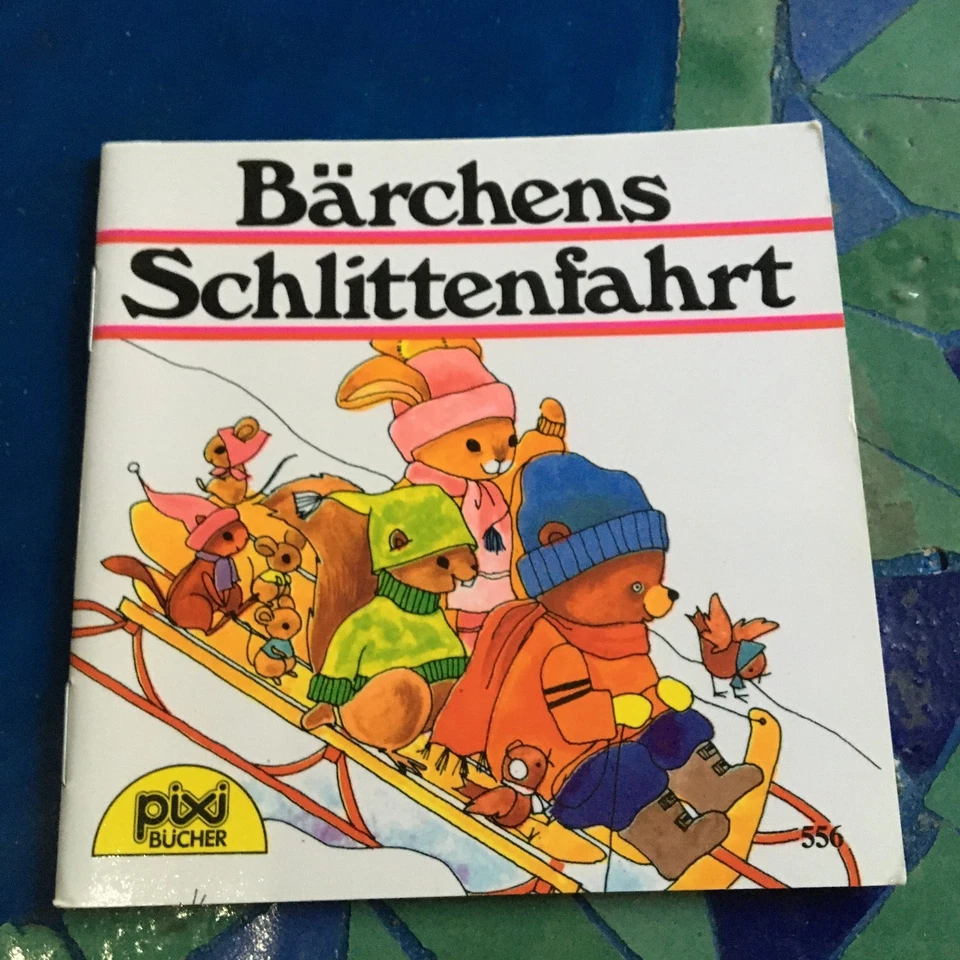 Bärchens
Schlittenfahrt
pixi
BÜCHER
556